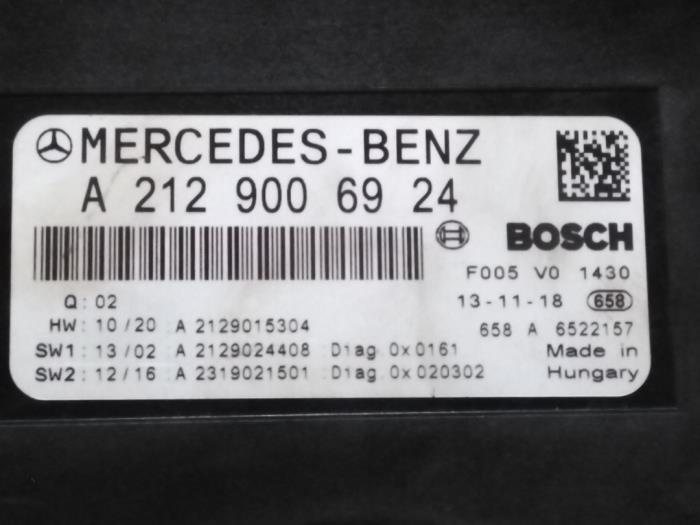 MERCEDES-BENZ
A 212 900 69 24
BOSCH
F005 V0 1430
Q: 02
13-11-18 658
HW: 10/20 A 2129015304
658 A 6522157
SW1: 13/02 A 2129024408 Diag 0x0161
Made in
SW2: 12/16 A 2319021501 Diag 0x020302
Hungary